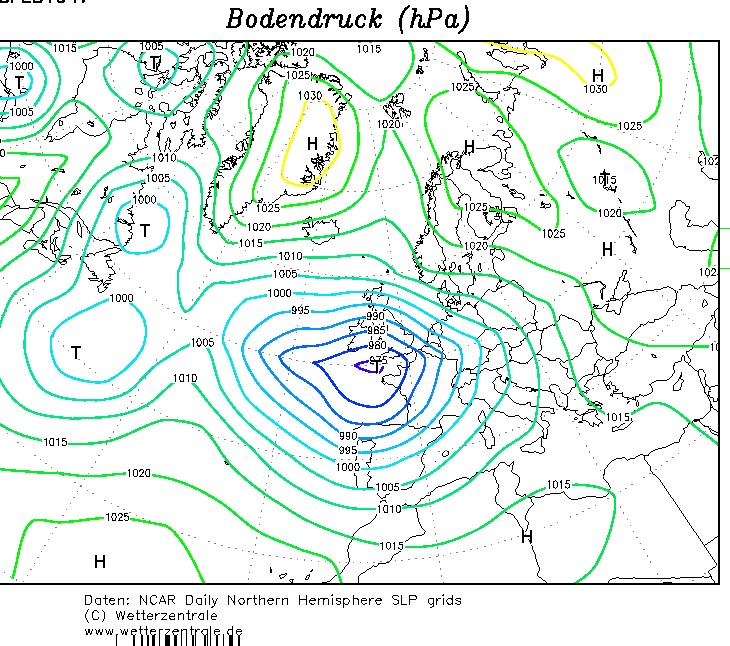 Bodendruck (hPa)
1015 1005 1020 1015
1000 T T 1025 H
1030 1025 1030
1005 1020 1025
H H
1010 1015
1005 T
1000 1025 1025 1020
T 1020 1025
1015 1020 H
1010
1005
1000 1000
995 990
985
1005 980
T 975
T
1010
1015
1015 990
995
1020 1000
1005 1015
1025 1010
H 1015 H
Daten: NCAR Daily Northern Hemisphere SLP grids
(C) Wetterzentrale
www.wetterzentrale.de